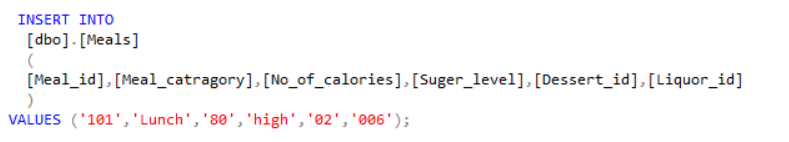 INSERT INTO
[dbo].[Meals]
(
[Meal_id],[Meal_catragory],[No_of_calories],[Suger_level],[Dessert_id],[Liquor_id]
)
VALUES ('101','Lunch','80','high','02','006');